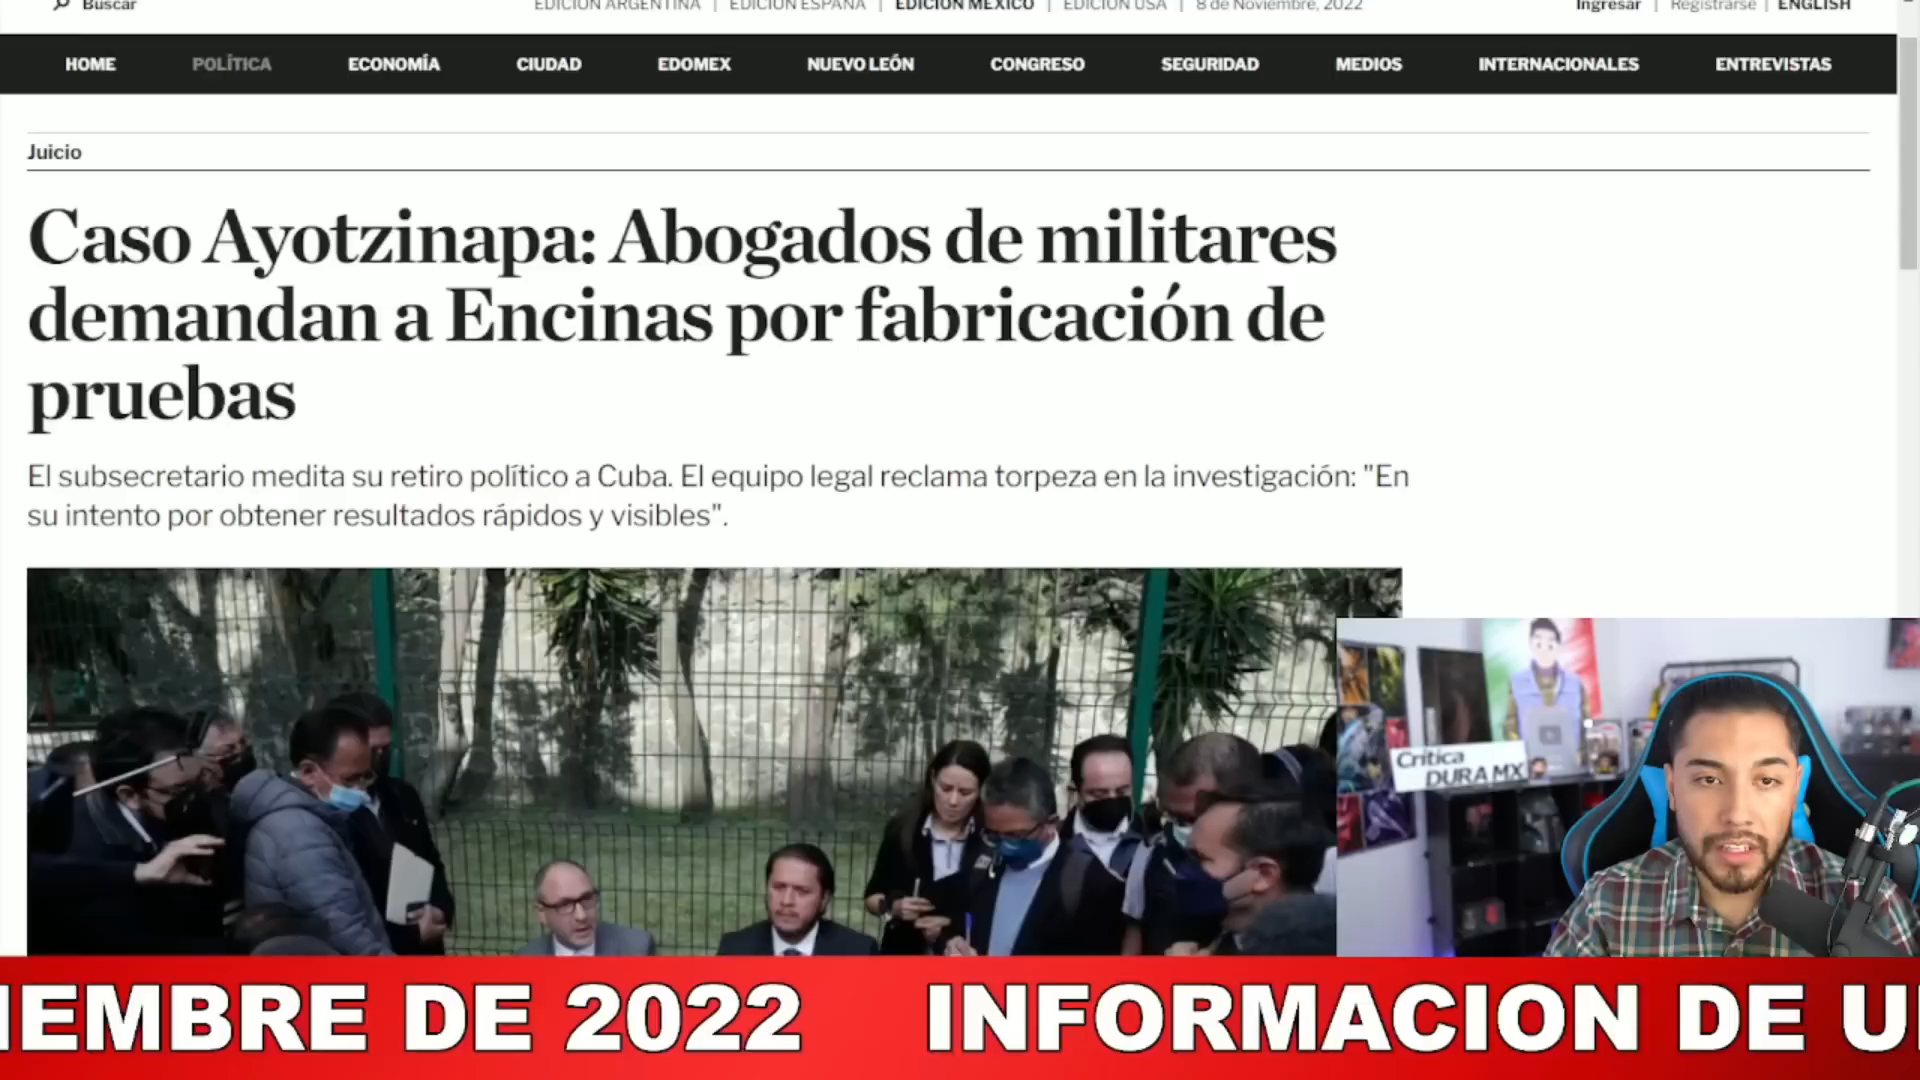 Buscar
EDICIÓN ARGENTINA | EDICIÓN ESPAÑA | EDICIÓN MÉXICO | EDICIÓN USA | 8 de Noviembre, 2022
Ingresar | Registrarse | ENGLISH
HOME POLÍTICA ECONOMÍA CIUDAD EDOMEX NUEVO LEÓN CONGRESO SEGURIDAD MEDIOS INTERNACIONALES ENTREVISTAS
Juicio
Caso Ayotzinapa: Abogados de militares
demandan a Encinas por fabricación de
pruebas
El subsecretario medita su retiro político a Cuba. El equipo legal reclama torpeza en la investigación: "En
su intento por obtener resultados rápidos y visibles".
Crítica
DURA MX
IEMBRE DE 2022 INFORMACION DE U